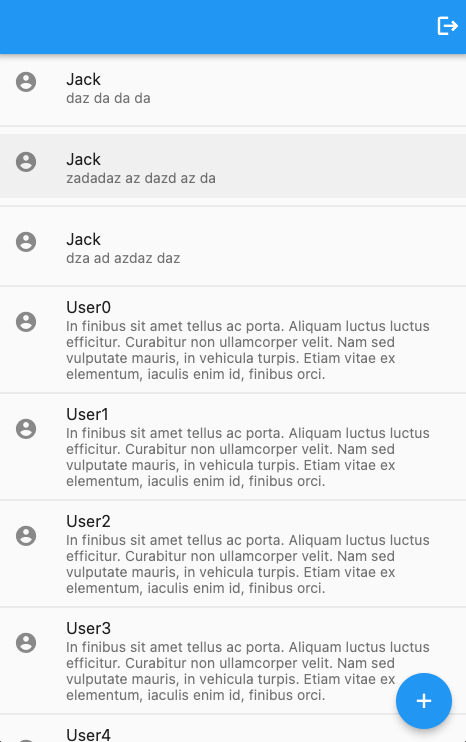 Jack
daz da da da
Jack
zadadaz az dazd az da
Jack
dza ad azdaz daz
User0
In finibus sit amet tellus ac porta. Aliquam luctus luctus
efficitur. Curabitur non ullamcorper velit. Nam sed
vulputate mauris, in vehicula turpis. Etiam vitae ex
elementum, iaculis enim id, finibus orci.
User1
In finibus sit amet tellus ac porta. Aliquam luctus luctus
efficitur. Curabitur non ullamcorper velit. Nam sed
vulputate mauris, in vehicula turpis. Etiam vitae ex
elementum, iaculis enim id, finibus orci.
User2
In finibus sit amet tellus ac porta. Aliquam luctus luctus
efficitur. Curabitur non ullamcorper velit. Nam sed
vulputate mauris, in vehicula turpis. Etiam vitae ex
elementum, iaculis enim id, finibus orci.
User3
In finibus sit amet tellus ac porta. Aliquam luctus luctus
efficitur. Curabitur non ullamcorper velit. Nam sed
vulputate mauris, in vehicula turpis. Etiam vitae ex
elementum, iaculis enim id, finibus orci.
User4